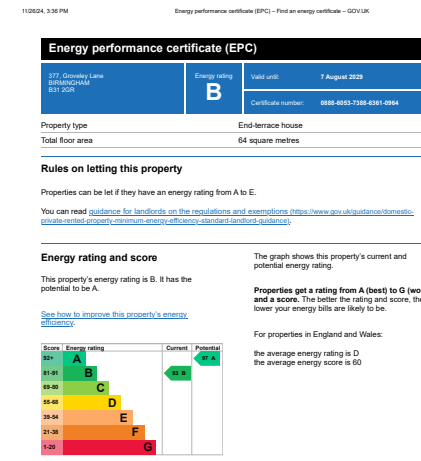 11/26/24, 3:36 PM Energy performance certificate (EPC) – Find an energy certificate – GOV.UK
Energy performance certificate (EPC)
377, Groveley Lane
BIRMINGHAM
B31 2GR
Energy rating
B
Valid until: 7 August 2029
Certificate number: 0888-6053-7388-6361-0964
Property type End-terrace house
Total floor area 64 square metres
Rules on letting this property
Properties can be let if they have an energy rating from A to E.
You can read guidance for landlords on the regulations and exemptions (https://www.gov.uk/guidance/domestic-
private-rented-property-minimum-energy-efficiency-standard-landlord-guidance).
Energy rating and score
This property's energy rating is B. It has the
potential to be A.
See how to improve this property's energy
efficiency.
Score Energy rating Current Potential
92+ A 97 A
81-91 B 93 B
69-80 C
55-68 D
39-54 E
21-38 F
1-20 G
The graph shows this property's current and
potential energy rating.
Properties get a rating from A (best) to G (wo
and a score. The better the rating and score, the
lower your energy bills are likely to be.
For properties in England and Wales:
the average energy rating is D
the average energy score is 60